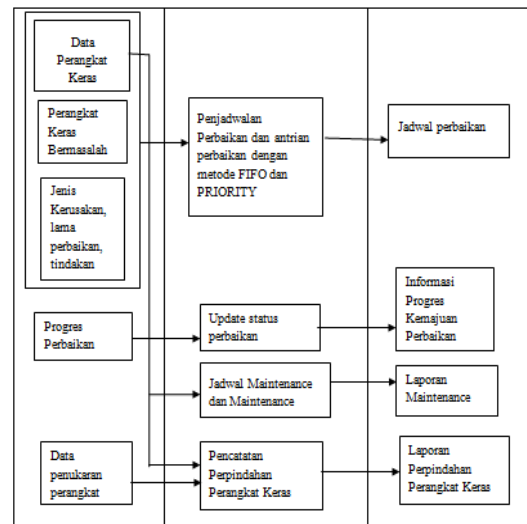 Data
Perangkat
Keras
Perangkat
Keras
Bermasalah
Jenis
Kerusakan,
lama
perbaikan,
tindakan
Progres
Perbaikan
Data
penukaran
perangkat
Penjadwalan
Perbaikan dan antrian
perbaikan dengan
metode FIFO dan
PRIORITY
Update status
perbaikan
Jadwal Maintenance
dan Maintenance
Pencatatan
Perpindahan
Perangkat Keras
Jadwal perbaikan
Informasi
Progres
Kemajuan
Perbaikan
Laporan
Maintenance
Laporan
Perpindahan
Perangkat Keras